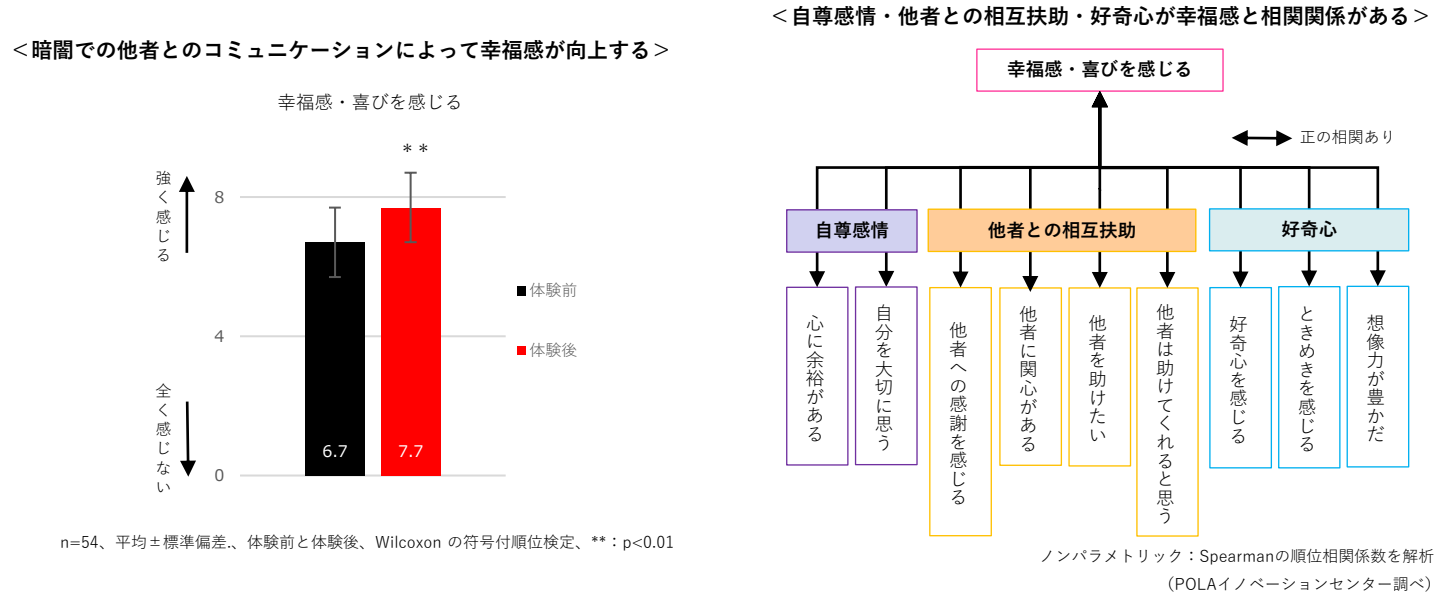 ＜暗闇での他者とのコミュニケーションによって幸福感が向上する＞
幸福感・喜びを感じる
＊＊
強く感じる
8
4
0
全く感じない
6.7
7.7
体験前
体験後
n=54、平均±標準偏差.、体験前と体験後、Wilcoxon の符号付順位検定、**：p<0.01
＜自尊感情・他者との相互扶助・好奇心が幸福感と相関関係がある＞
幸福感・喜びを感じる
正の相関あり
自尊感情
他者との相互扶助
好奇心
心に余裕がある
自分を大切に思う
他者への感謝を感じる
他者に関心がある
他者を助けたい
他者は助けてくれると思う
好奇心を感じる
ときめきを感じる
想像力が豊かだ
ノンパラメトリック：Spearmanの順位相関係数を解析
（POLAイノベーションセンター調べ）